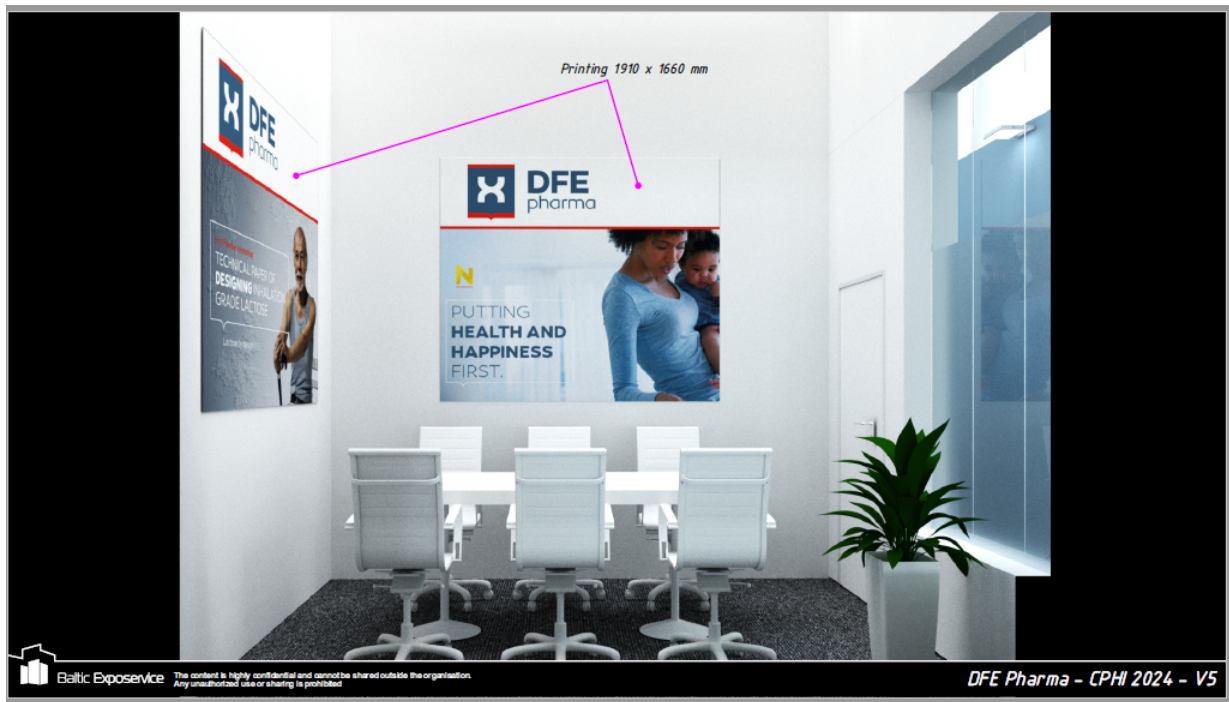 Printing 1910 x 1660 mm
DFE
pharma
TECHNICAL PAPER OF
DESIGNING INHALATION
GRADE LACTOSE
DFE
pharma
N
PUTTING
HEALTH AND
HAPPINESS
FIRST.
Baltic Exposervice
The content is highly confidential and cannot be shared outside the organisation.
Any unauthorized use or sharing is prohibited
DFE Pharma - CPHI 2024 - V5